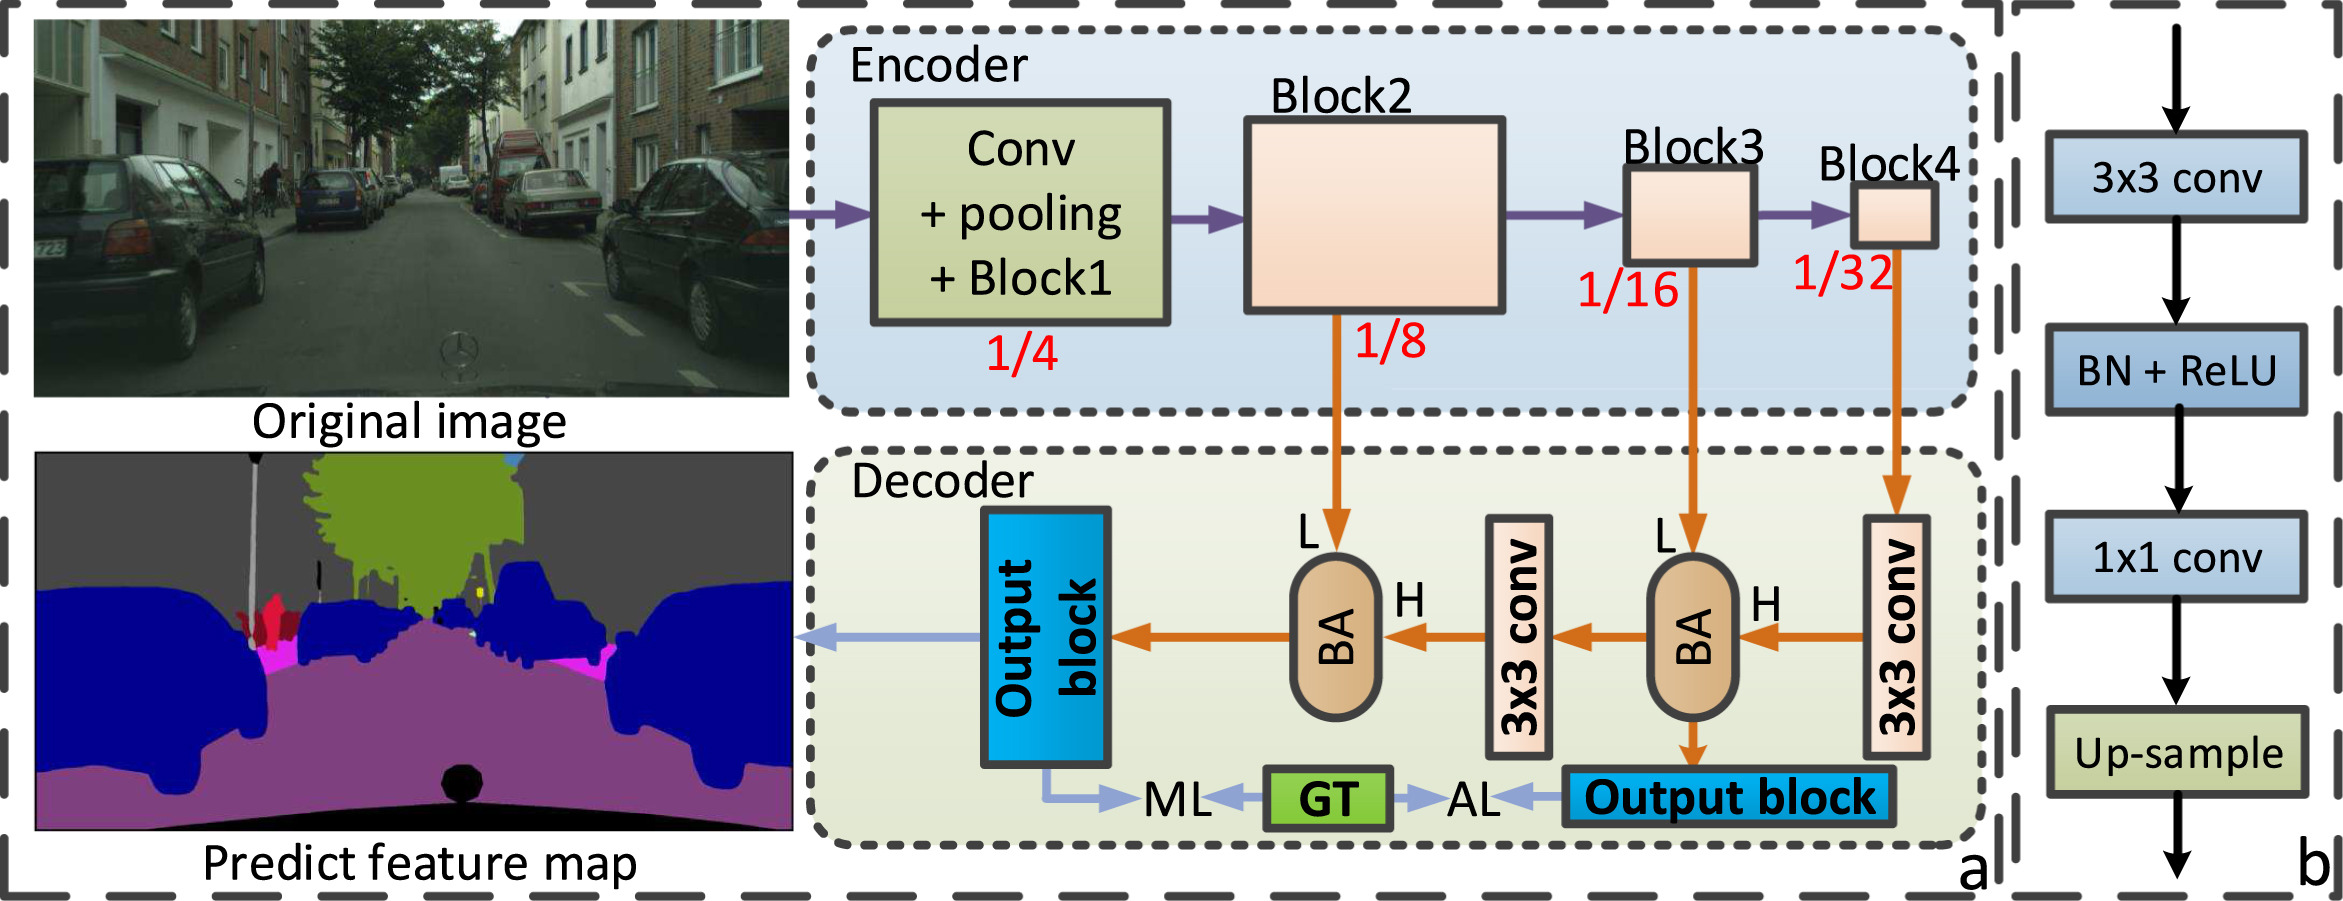 Encoder
Conv
+ pooling
+ Block1
1/4
Block2
1/8
Block3
1/16
Block4
1/32
723
Original image
Decoder
Output
block
L
BA
H
3x3 conv
L
BA
H
3x3 conv
ML
GT
AL
Output block
Predict feature map
a
3x3 conv
BN + ReLU
1x1 conv
Up-sample
b